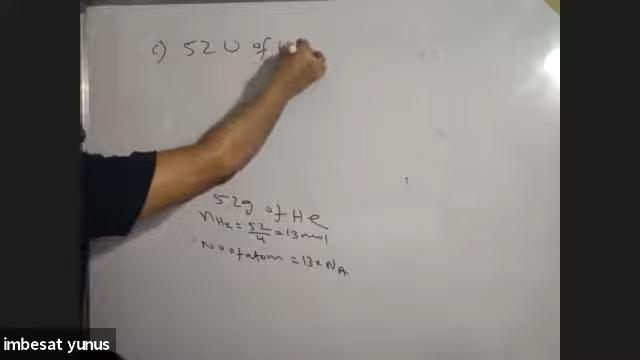 c) 52 U of H
52g of He
nHe = 52/4 = 13 mol
No of atom = 13 × NA
imbesat yunus